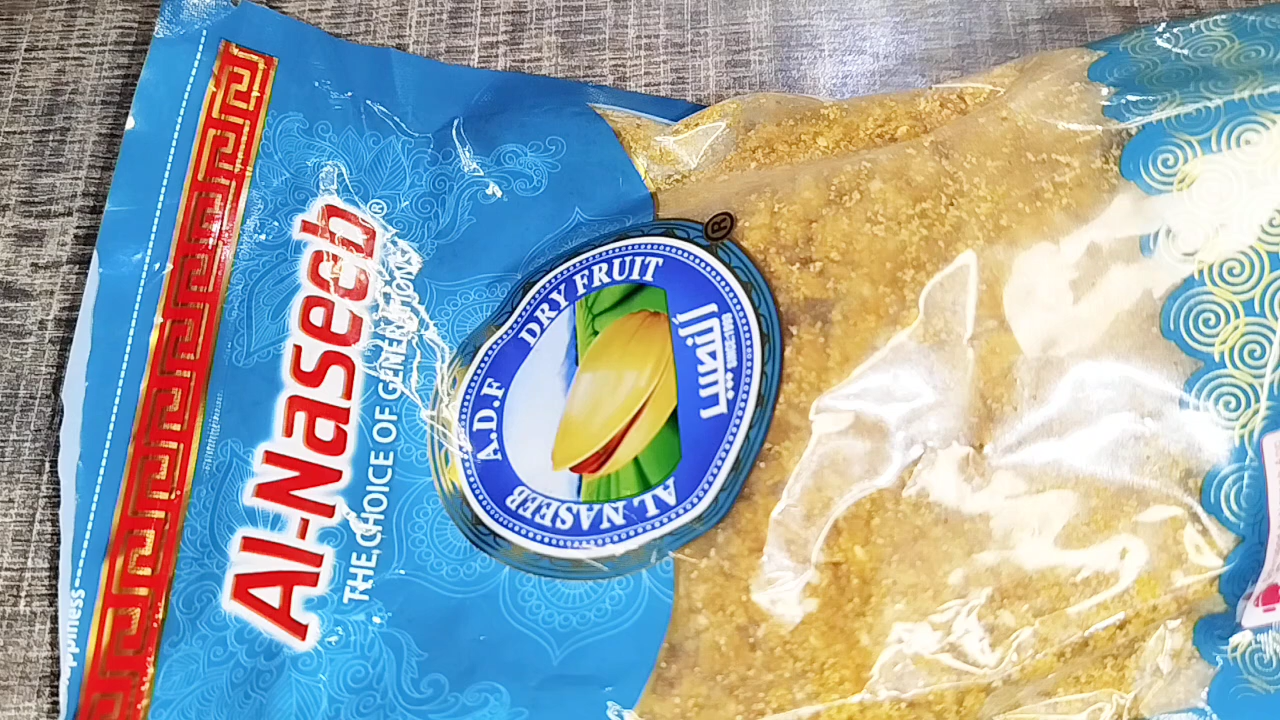 Al-Naseeb®
THE CHOICE OF GENERATIONS
DRY FRUIT
A.D.F
AL NASEEB
النصيب
®